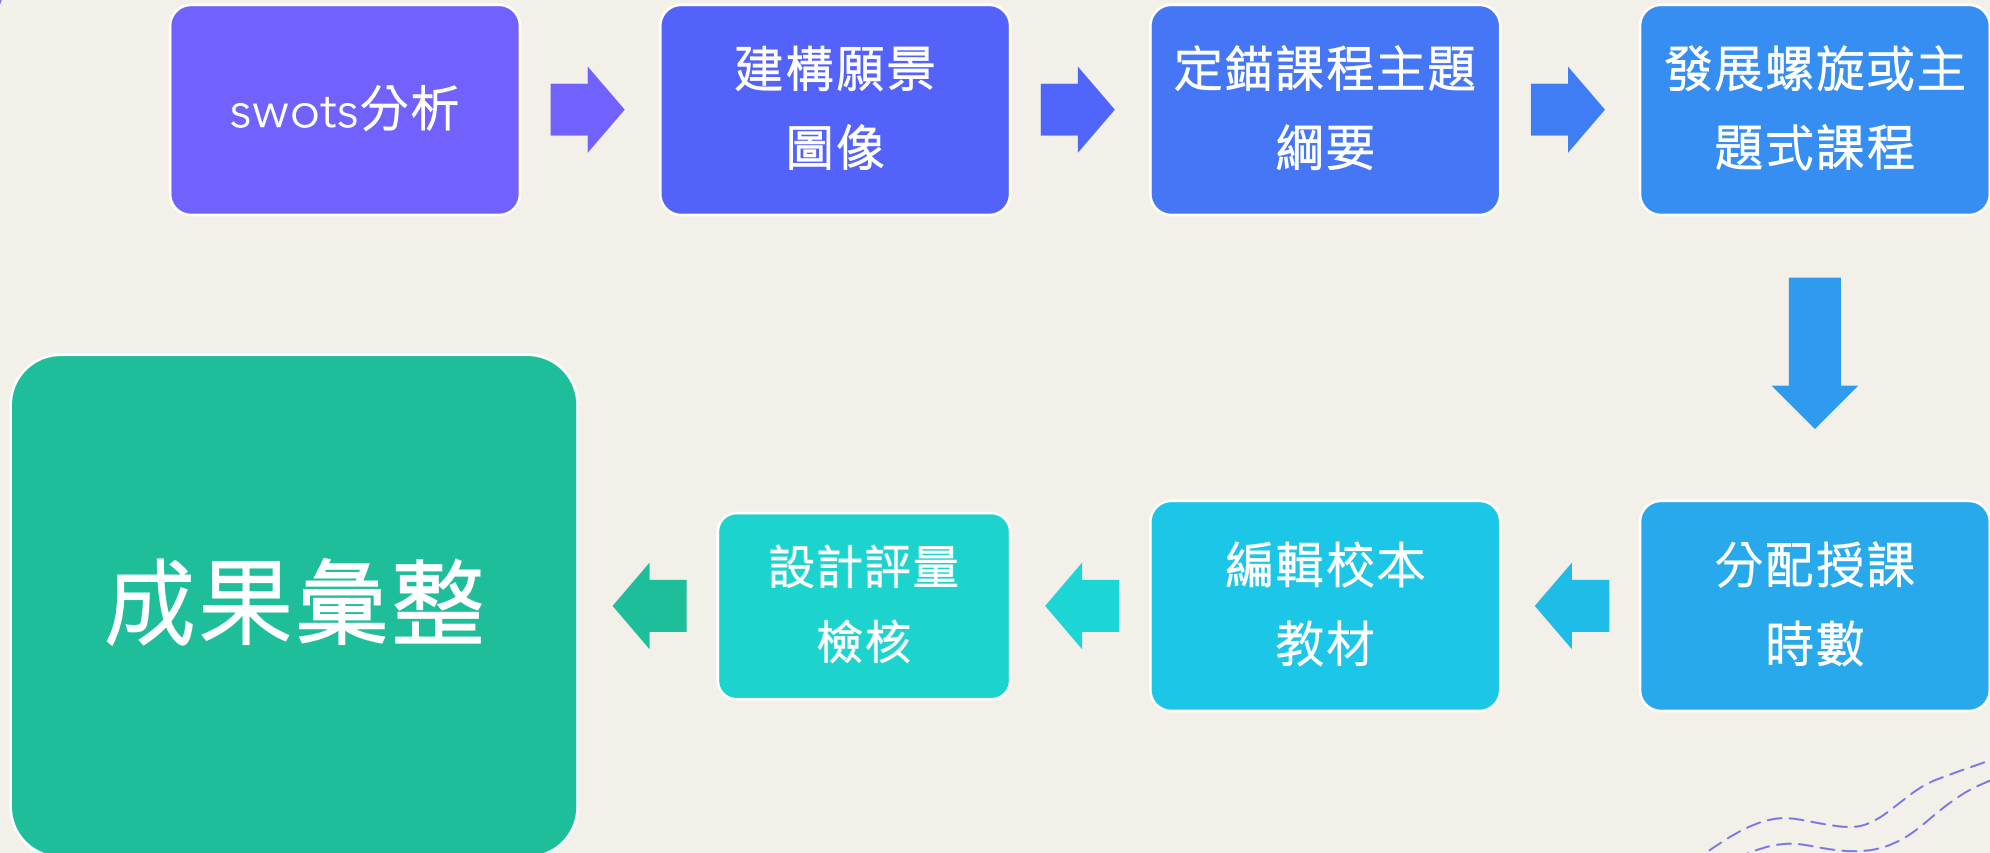 swots分析
建構願景
圖像
定錨課程主題
綱要
發展螺旋或主
題式課程
分配授課
時數
編輯校本
教材
設計評量
檢核
成果彙整